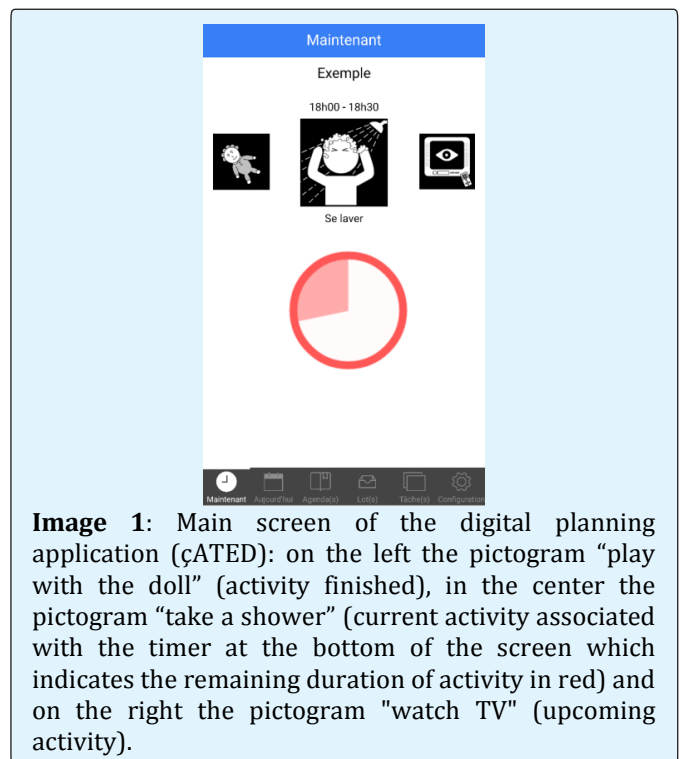 Maintenant
Exemple
18h00 - 18h30
Se laver
Maintenant Aujourd'hui Agenda(s) Lot(s) Tâche(s) Configuration
Image 1: Main screen of the digital planning
application (çATED): on the left the pictogram “play
with the doll” (activity finished), in the center the
pictogram “take a shower” (current activity associated
with the timer at the bottom of the screen which
indicates the remaining duration of activity in red) and
on the right the pictogram "watch TV" (upcoming
activity).